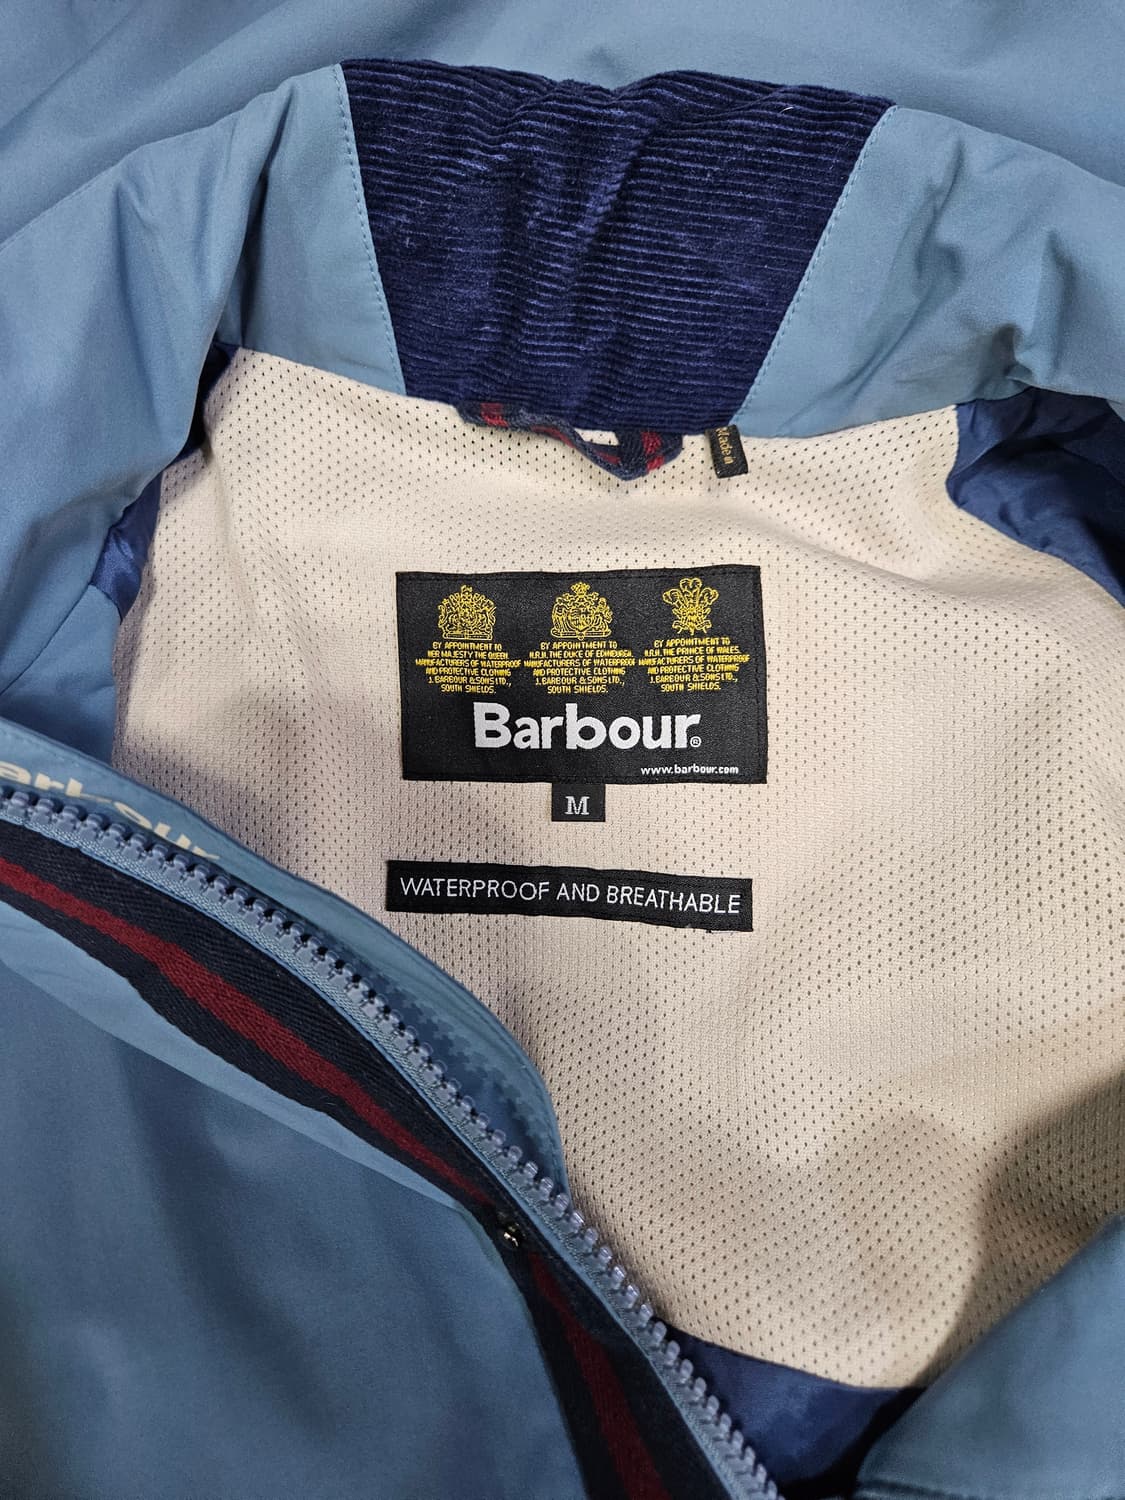 Made in
BY APPOINTMENT TO
HER MAJESTY THE QUEEN
MANUFACTURERS OF WATERPROOF
AND PROTECTIVE CLOTHING
J. BARBOUR & SONS LTD.,
SOUTH SHIELDS.
BY APPOINTMENT TO
H.R.H. THE DUKE OF EDINBURGH.
MANUFACTURERS OF WATERPROOF
AND PROTECTIVE CLOTHING
J. BARBOUR & SONS LTD.,
SOUTH SHIELDS.
BY APPOINTMENT TO
H.R.H. THE PRINCE OF WALES.
MANUFACTURERS OF WATERPROOF
AND PROTECTIVE CLOTHING
J. BARBOUR & SONS LTD.,
SOUTH SHIELDS.
Barbour®
www.barbour.com
M
WATERPROOF AND BREATHABLE